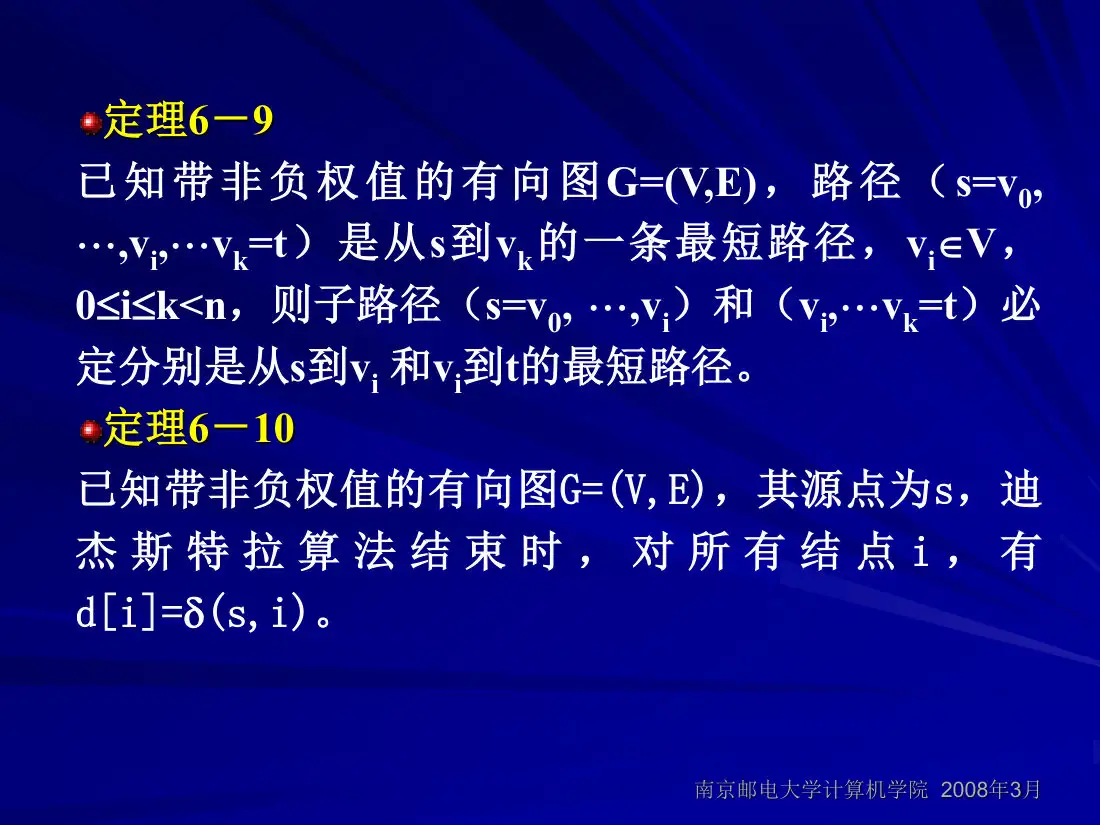 定理6－9
已知带非负权值的有向图G=(V,E)，路径（s=v0,
…,vi,…vk=t）是从s到vk的一条最短路径，vi∈V，
0≤i≤k<n，则子路径（s=v0, …,vi）和（vi,…vk=t）必
定分别是从s到vi 和vi到t的最短路径。
定理6－10
已知带非负权值的有向图G=(V,E)，其源点为s，迪
杰斯特拉算法结束时，对所有结点i，有
d[i]=δ(s,i)。
南京邮电大学计算机学院 2008年3月